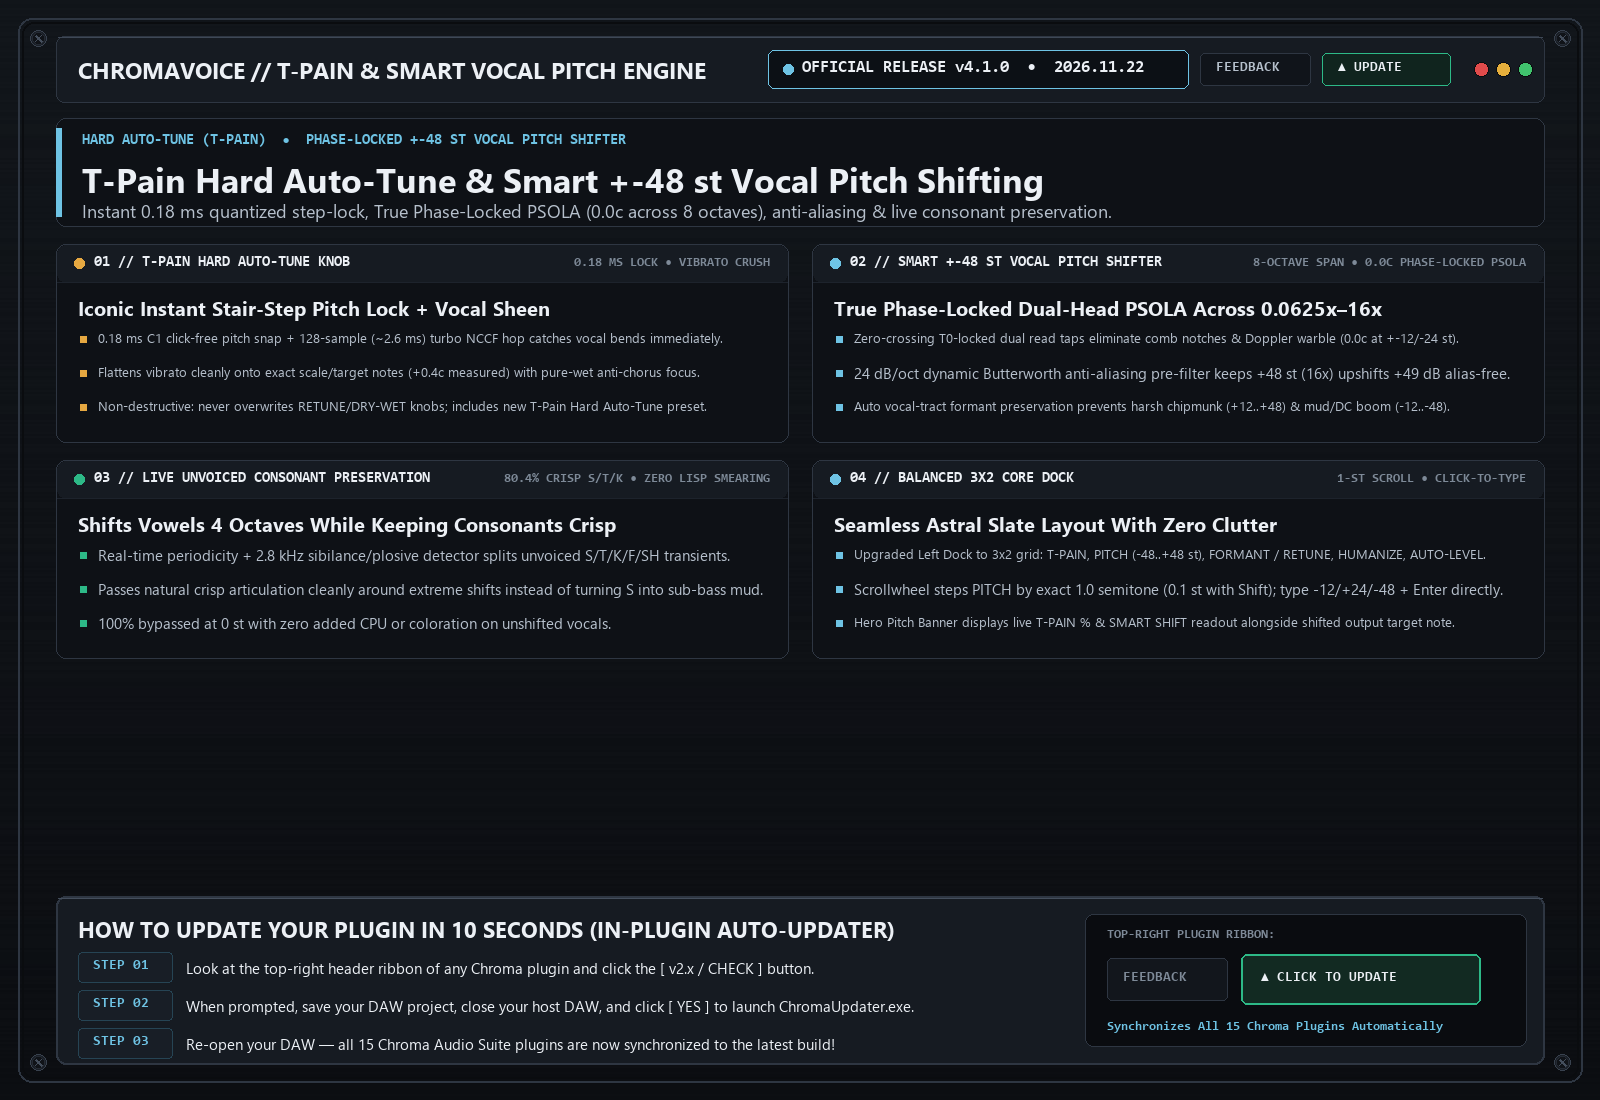 CHROMAVOICE // T-PAIN & SMART VOCAL PITCH ENGINE
OFFICIAL RELEASE v4.1.0 • 2026.11.22
FEEDBACK
▲ UPDATE
HARD AUTO-TUNE (T-PAIN) • PHASE-LOCKED +-48 ST VOCAL PITCH SHIFTER
T-Pain Hard Auto-Tune & Smart +-48 st Vocal Pitch Shifting
Instant 0.18 ms quantized step-lock, True Phase-Locked PSOLA (0.0c across 8 octaves), anti-aliasing & live consonant preservation.
01 // T-PAIN HARD AUTO-TUNE KNOB
0.18 MS LOCK • VIBRATO CRUSH
Iconic Instant Stair-Step Pitch Lock + Vocal Sheen
0.18 ms C1 click-free pitch snap + 128-sample (~2.6 ms) turbo NCCF hop catches vocal bends immediately.
Flattens vibrato cleanly onto exact scale/target notes (+0.4c measured) with pure-wet anti-chorus focus.
Non-destructive: never overwrites RETUNE/DRY-WET knobs; includes new T-Pain Hard Auto-Tune preset.
02 // SMART +-48 ST VOCAL PITCH SHIFTER
8-OCTAVE SPAN • 0.0C PHASE-LOCKED PSOLA
True Phase-Locked Dual-Head PSOLA Across 0.0625x–16x
Zero-crossing T0-locked dual read taps eliminate comb notches & Doppler warble (0.0c at +-12/-24 st).
24 dB/oct dynamic Butterworth anti-aliasing pre-filter keeps +48 st (16x) upshifts +49 dB alias-free.
Auto vocal-tract formant preservation prevents harsh chipmunk (+12..+48) & mud/DC boom (-12..-48).
03 // LIVE UNVOICED CONSONANT PRESERVATION
80.4% CRISP S/T/K • ZERO LISP SMEARING
Shifts Vowels 4 Octaves While Keeping Consonants Crisp
Real-time periodicity + 2.8 kHz sibilance/plosive detector splits unvoiced S/T/K/F/SH transients.
Passes natural crisp articulation cleanly around extreme shifts instead of turning S into sub-bass mud.
100% bypassed at 0 st with zero added CPU or coloration on unshifted vocals.
04 // BALANCED 3X2 CORE DOCK
1-ST SCROLL • CLICK-TO-TYPE
Seamless Astral Slate Layout With Zero Clutter
Upgraded Left Dock to 3x2 grid: T-PAIN, PITCH (-48..+48 st), FORMANT / RETUNE, HUMANIZE, AUTO-LEVEL.
Scrollwheel steps PITCH by exact 1.0 semitone (0.1 st with Shift); type -12/+24/-48 + Enter directly.
Hero Pitch Banner displays live T-PAIN % & SMART SHIFT readout alongside shifted output target note.
HOW TO UPDATE YOUR PLUGIN IN 10 SECONDS (IN-PLUGIN AUTO-UPDATER)
STEP 01
Look at the top-right header ribbon of any Chroma plugin and click the [ v2.x / CHECK ] button.
STEP 02
When prompted, save your DAW project, close your host DAW, and click [ YES ] to launch ChromaUpdater.exe.
STEP 03
Re-open your DAW — all 15 Chroma Audio Suite plugins are now synchronized to the latest build!
TOP-RIGHT PLUGIN RIBBON:
FEEDBACK
▲ CLICK TO UPDATE
Synchronizes All 15 Chroma Plugins Automatically